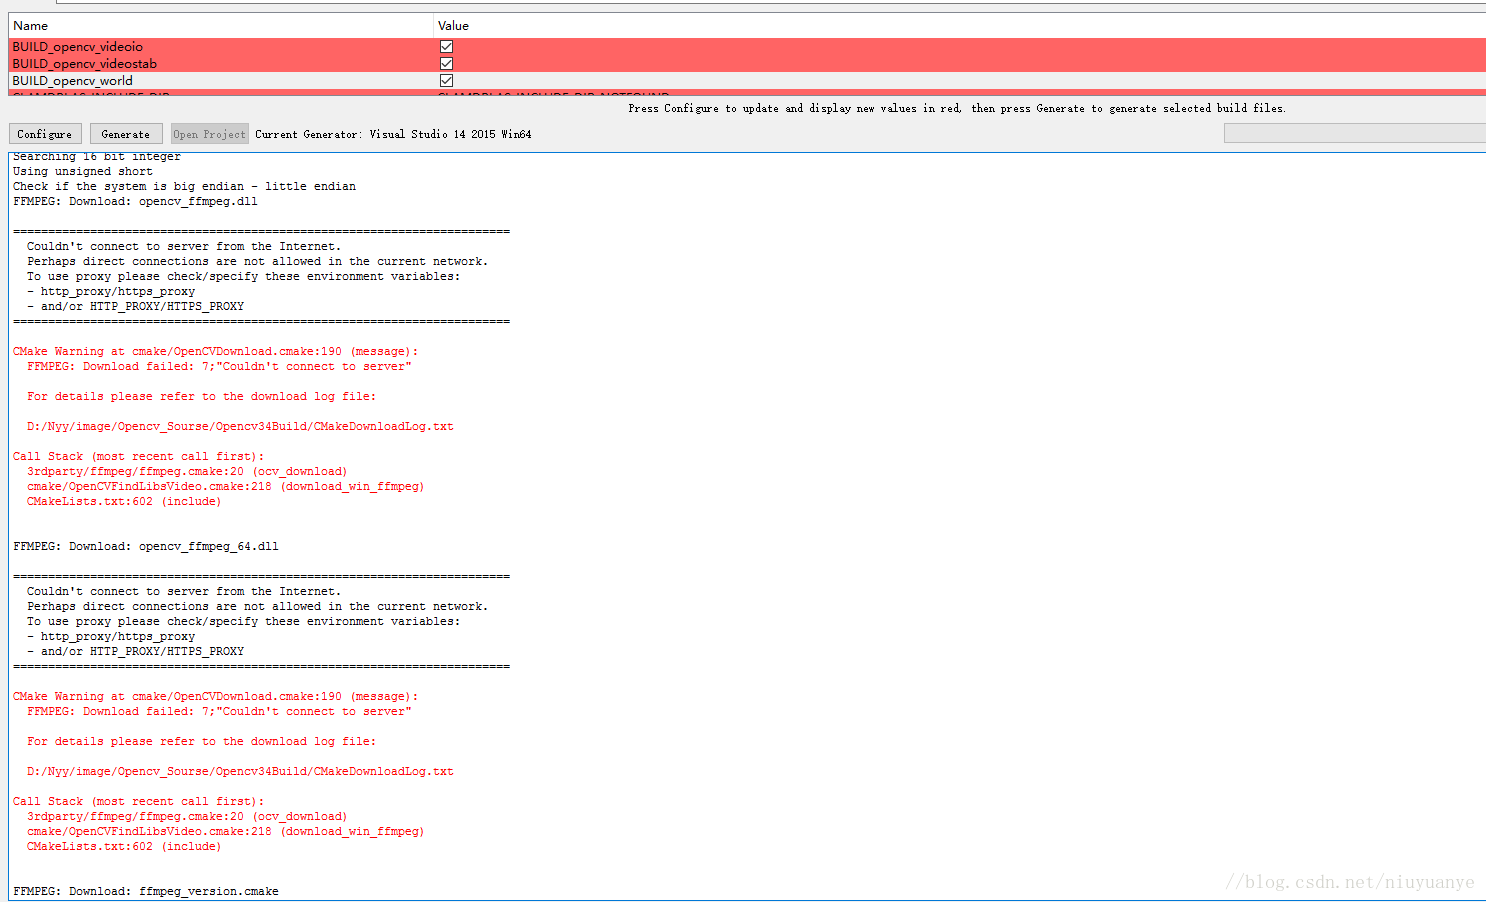 Name Value
BUILD_opencv_videoio
BUILD_opencv_videostab
BUILD_opencv_world
Press Configure to update and display new values in red, then press Generate to generate selected build files.
Configure Generate Open Project Current Generator: Visual Studio 14 2015 Win64
Searching 16 bit integer
Using unsigned short
Check if the system is big endian - little endian
FFMPEG: Download: opencv_ffmpeg.dll
=======================================================================
Couldn't connect to server from the Internet.
Perhaps direct connections are not allowed in the current network.
To use proxy please check/specify these environment variables:
- http_proxy/https_proxy
- and/or HTTP_PROXY/HTTPS_PROXY
=======================================================================
CMake Warning at cmake/OpenCVDownload.cmake:190 (message):
FFMPEG: Download failed: 7;"Couldn't connect to server"
For details please refer to the download log file:
D:/Nyy/image/Opencv_Sourse/Opencv34Build/CMakeDownloadLog.txt
Call Stack (most recent call first):
3rdparty/ffmpeg/ffmpeg.cmake:20 (ocv_download)
cmake/OpenCVFindLibsVideo.cmake:218 (download_win_ffmpeg)
CMakeLists.txt:602 (include)
FFMPEG: Download: opencv_ffmpeg_64.dll
=======================================================================
Couldn't connect to server from the Internet.
Perhaps direct connections are not allowed in the current network.
To use proxy please check/specify these environment variables:
- http_proxy/https_proxy
- and/or HTTP_PROXY/HTTPS_PROXY
=======================================================================
CMake Warning at cmake/OpenCVDownload.cmake:190 (message):
FFMPEG: Download failed: 7;"Couldn't connect to server"
For details please refer to the download log file:
D:/Nyy/image/Opencv_Sourse/Opencv34Build/CMakeDownloadLog.txt
Call Stack (most recent call first):
3rdparty/ffmpeg/ffmpeg.cmake:20 (ocv_download)
cmake/OpenCVFindLibsVideo.cmake:218 (download_win_ffmpeg)
CMakeLists.txt:602 (include)
FFMPEG: Download: ffmpeg_version.cmake
//blog.csdn.net/niuyuanye